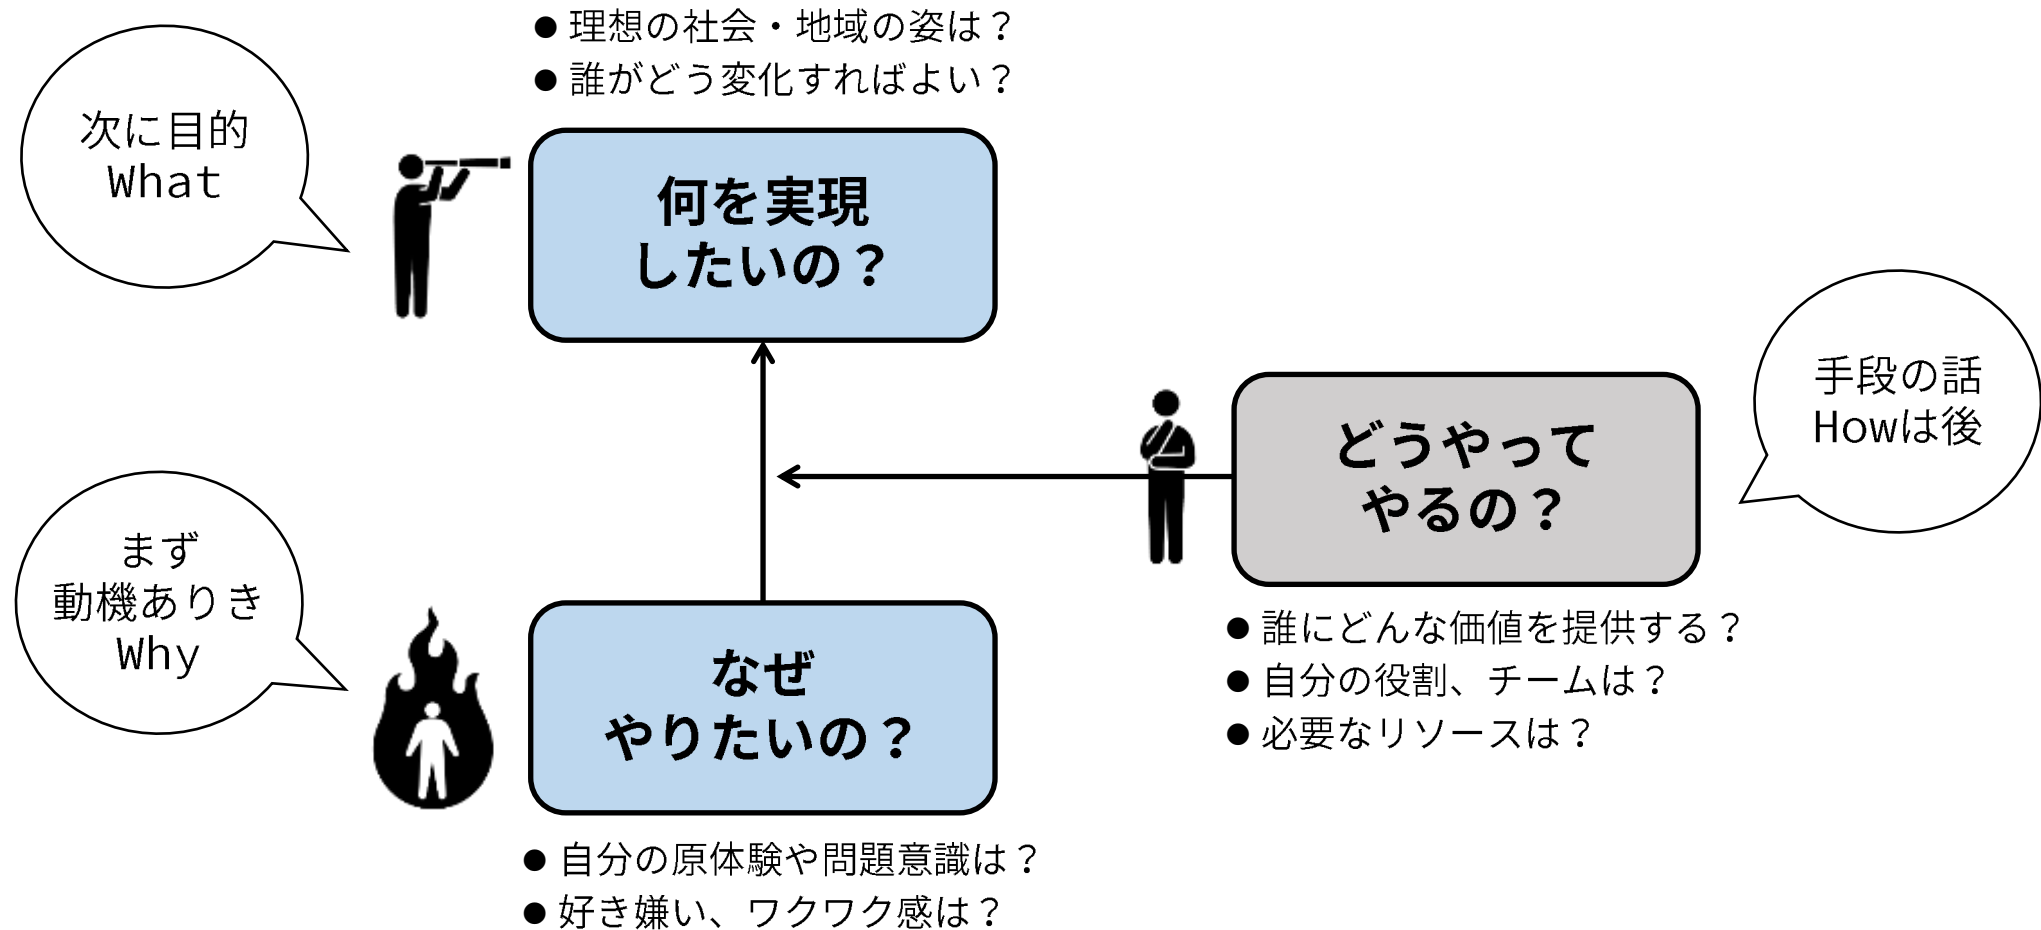 ● 理想の社会・地域の姿は？
● 誰がどう変化すればよい？
次に目的
What
何を実現
したいの？
手段の話
Howは後
どうやって
やるの？
● 誰にどんな価値を提供する？
● 自分の役割、チームは？
● 必要なリソースは？
まず
動機ありき
Why
なぜ
やりたいの？
● 自分の原体験や問題意識は？
● 好き嫌い、ワクワク感は？